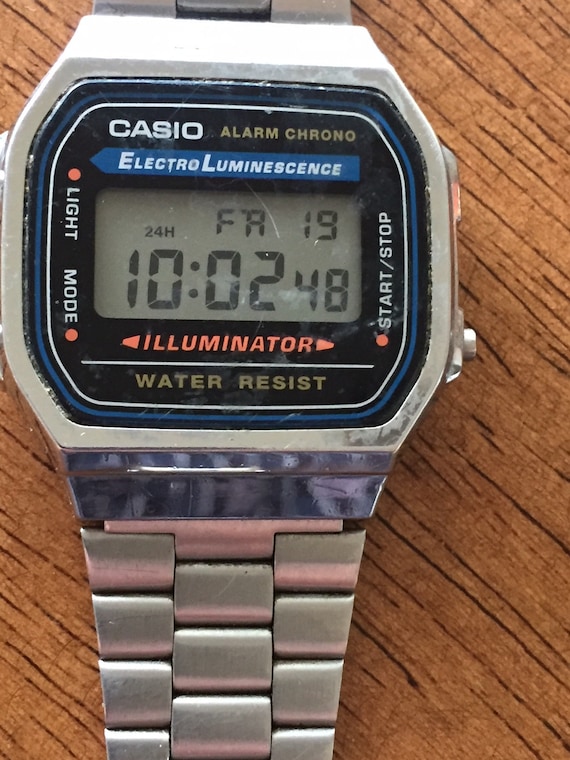 CASIO ALARM CHRONO
ELECTRO LUMINESCENCE
LIGHT
MODE
24H FR 19
10:02 48
START/STOP
ILLUMINATOR
WATER RESIST